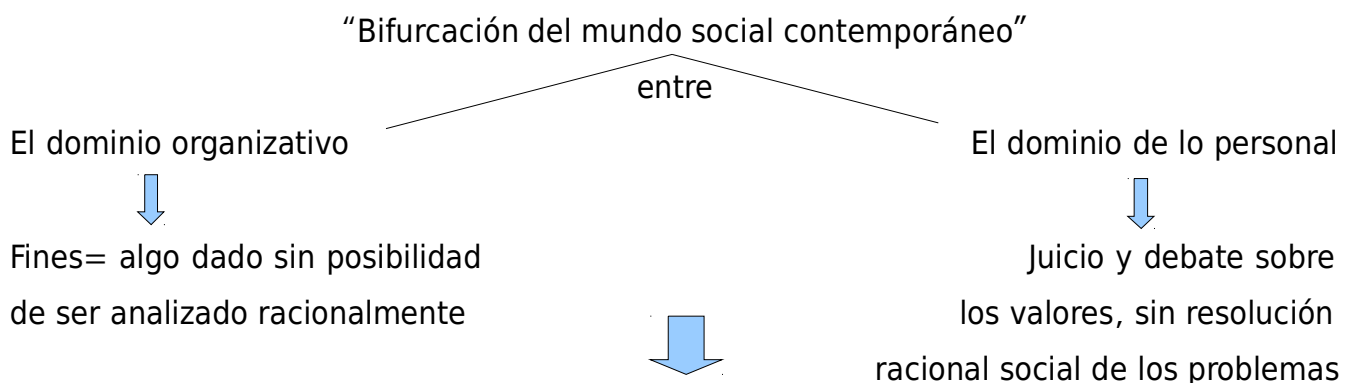 “Bifurcación del mundo social contemporáneo”
entre
El dominio organizativo
El dominio de lo personal
Fines= algo dado sin posibilidad
de ser analizado racionalmente
Juicio y debate sobre
los valores, sin resolución
racional social de los problemas